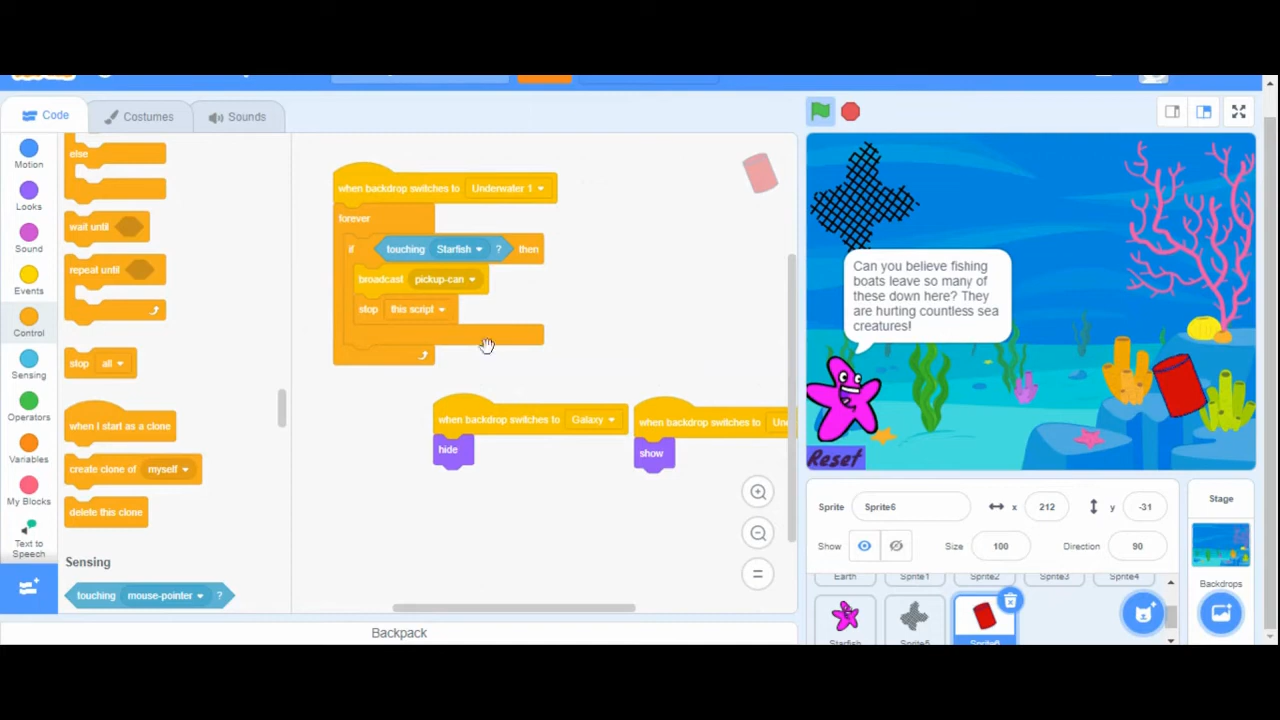 Code
Costumes
Sounds
Motion
Looks
Sound
Events
Control
Sensing
Operators
Variables
My Blocks
Text to
Speech
else
wait until
repeat until
stop all
when I start as a clone
create clone of myself
delete this clone
Sensing
touching mouse-pointer ?
when backdrop switches to Underwater 1
forever
if touching Starfish ? then
broadcast pickup-can
stop this script
when backdrop switches to Galaxy
hide
when backdrop switches to
show
Backpack
Can you believe fishing
boats leave so many of
these down here? They
are hurting countless sea
creatures!
Reset
Sprite Sprite6 x 212 y -31
Show Size 100 Direction 90
Earth Sprite1 Sprite2 Sprite3 Sprite4
Starfish Sprite5 Sprite6
Stage
Backdrops